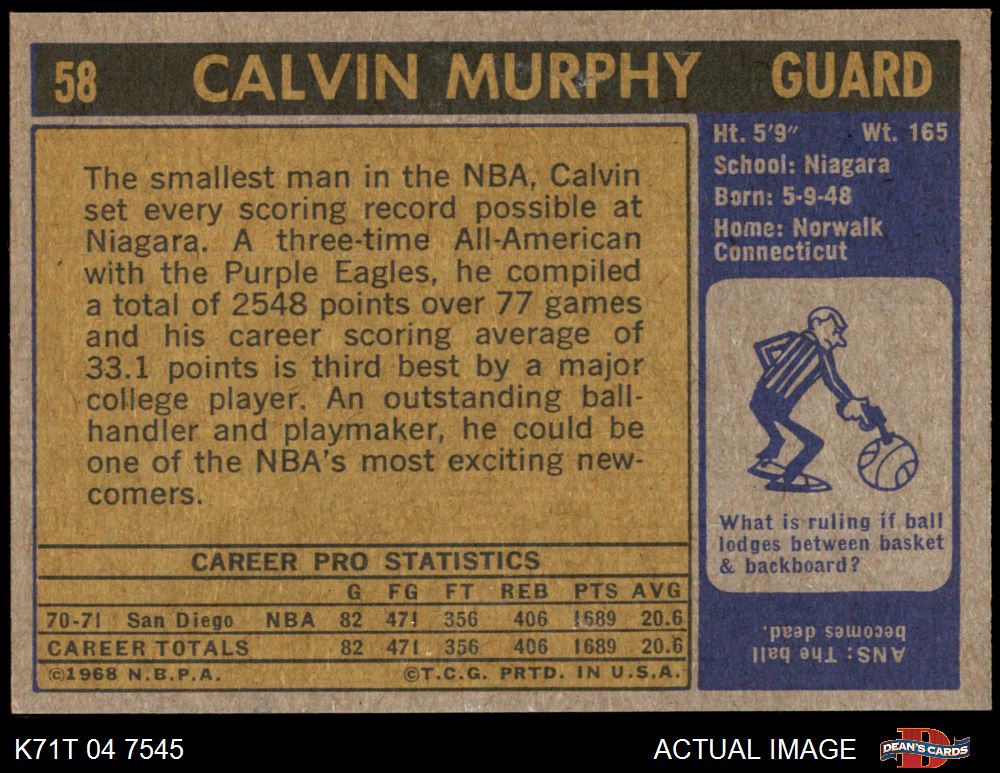 58 CALVIN MURPHY GUARD
The smallest man in the NBA, Calvin
set every scoring record possible at
Niagara. A three-time All-American
with the Purple Eagles, he compiled
a total of 2548 points over 77 games
and his career scoring average of
33.1 points is third best by a major
college player. An outstanding ball-
handler and playmaker, he could be
one of the NBA's most exciting new-
comers.
CAREER PRO STATISTICS
G FG FT REB PTS AVG
70-71 San Diego NBA 82 471 356 406 1689 20.6
CAREER TOTALS 82 471 356 406 1689 20.6
©1968 N.B.P.A. ©T.C.G. PRTD. IN U.S.A.
Ht. 5'9" Wt. 165
School: Niagara
Born: 5-9-48
Home: Norwalk
Connecticut
What is ruling if ball
lodges between basket
& backboard?
ANS: The ball
becomes dead.
K71T 04 7545 ACTUAL IMAGE DEAN'S CARDS